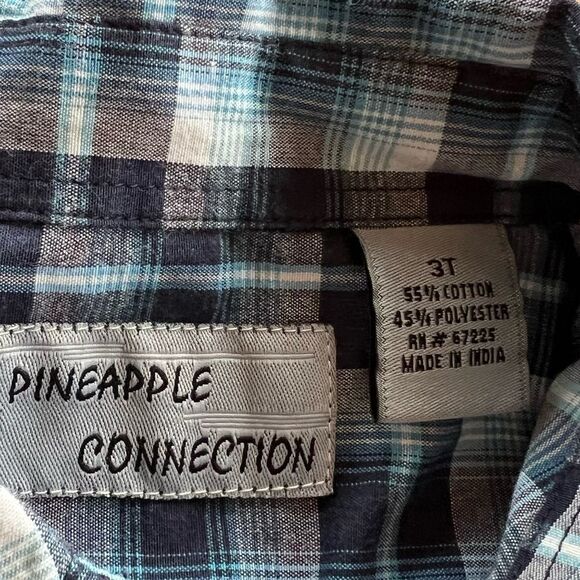 3T
55% COTTON
45% POLYESTER
RN # 67225
MADE IN INDIA
PINEAPPLE
CONNECTION